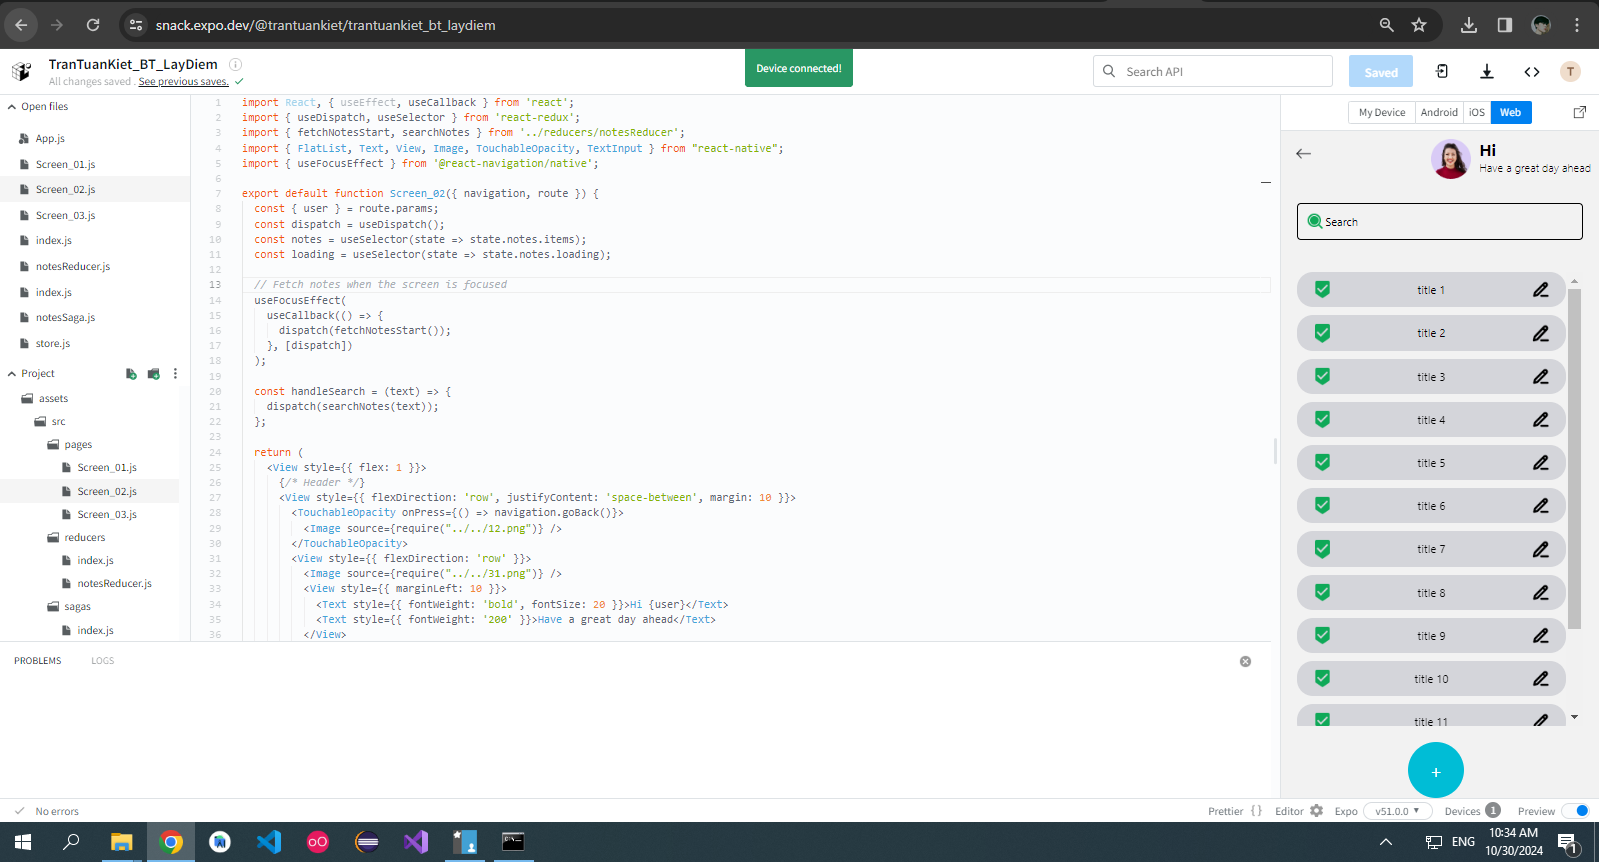 snack.expo.dev/@trantuankiet/trantuankiet_bt_laydiem
TranTuanKiet_BT_LayDiem
All changes saved. See previous saves.
Device connected!
Search API
Saved
T
Open files
App.js
Screen_01.js
Screen_02.js
Screen_03.js
index.js
notesReducer.js
index.js
notesSaga.js
store.js
Project
assets
src
pages
Screen_01.js
Screen_02.js
Screen_03.js
reducers
index.js
notesReducer.js
sagas
index.js
1 import React, { useEffect, useCallback } from 'react';
2 import { useDispatch, useSelector } from 'react-redux';
3 import { fetchNotesStart, searchNotes } from '../reducers/notesReducer';
4 import { FlatList, Text, View, Image, TouchableOpacity, TextInput } from "react-native";
5 import { useFocusEffect } from '@react-navigation/native';
6
7 export default function Screen_02({ navigation, route }) {
8 const { user } = route.params;
9 const dispatch = useDispatch();
10 const notes = useSelector(state => state.notes.items);
11 const loading = useSelector(state => state.notes.loading);
12
13 // Fetch notes when the screen is focused
14 useFocusEffect(
15 useCallback(() => {
16 dispatch(fetchNotesStart());
17 }, [dispatch])
18 );
19
20 const handleSearch = (text) => {
21 dispatch(searchNotes(text));
22 };
23
24 return (
25 <View style={{ flex: 1 }}>
26 {/* Header */}
27 <View style={{ flexDirection: 'row', justifyContent: 'space-between', margin: 10 }}>
28 <TouchableOpacity onPress={() => navigation.goBack()}>
29 <Image source={require("../../12.png")} />
30 </TouchableOpacity>
31 <View style={{ flexDirection: 'row' }}>
32 <Image source={require("../../31.png")} />
33 <View style={{ marginLeft: 10 }}>
34 <Text style={{ fontWeight: 'bold', fontSize: 20 }}>Hi {user}</Text>
35 <Text style={{ fontWeight: '200' }}>Have a great day ahead</Text>
36 </View>
My Device
Android
iOS
Web
Hi
Have a great day ahead
Search
title 1
title 2
title 3
title 4
title 5
title 6
title 7
title 8
title 9
title 10
title 11
+
PROBLEMS
LOGS
No errors
Prettier { }
Editor
Expo
v51.0.0
Devices 1
Preview
ENG
10:34 AM
10/30/2024
1